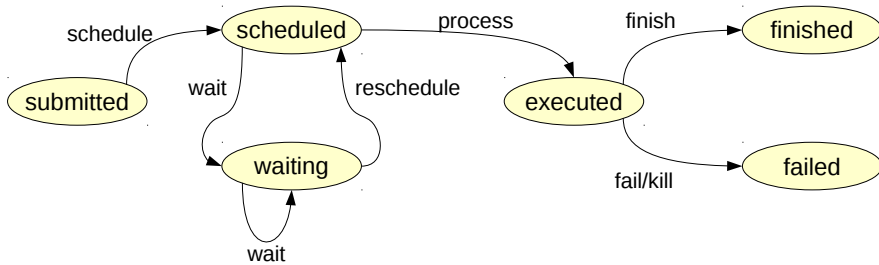 schedule
scheduled
process
finish
finished
submitted
wait
reschedule
executed
waiting
fail/kill
failed
wait